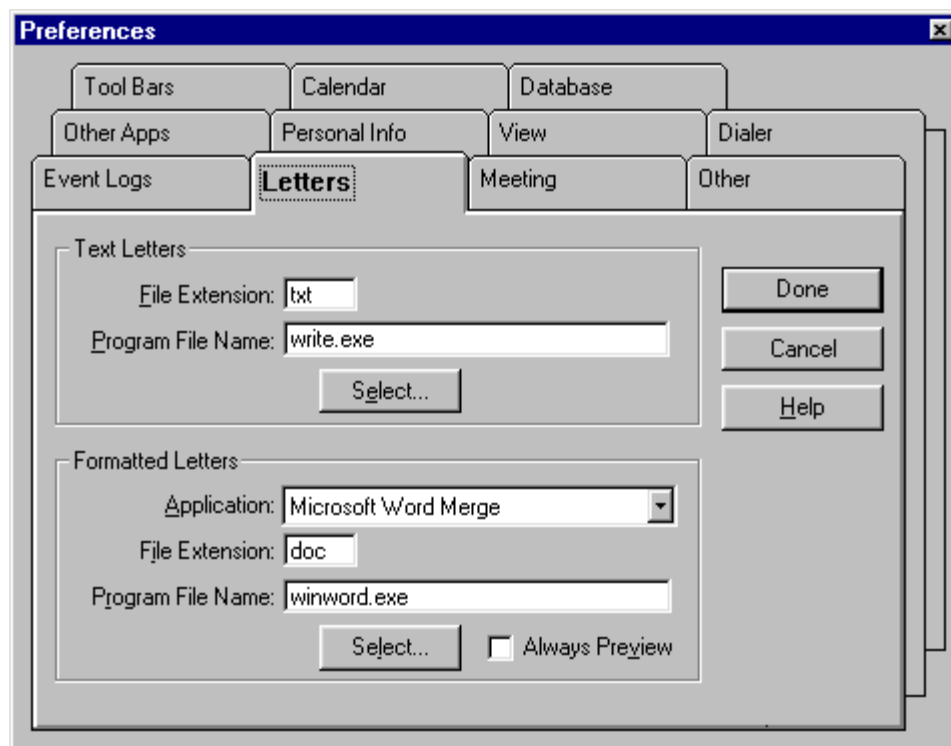 Preferences
Tool Bars Calendar Database
Other Apps Personal Info View Dialer
Event Logs Letters Meeting Other
Text Letters
File Extension: txt
Done
Program File Name: write.exe
Cancel
Select...
Help
Formatted Letters
Application: Microsoft Word Merge
File Extension: doc
Program File Name: winword.exe
Select... Always Preview